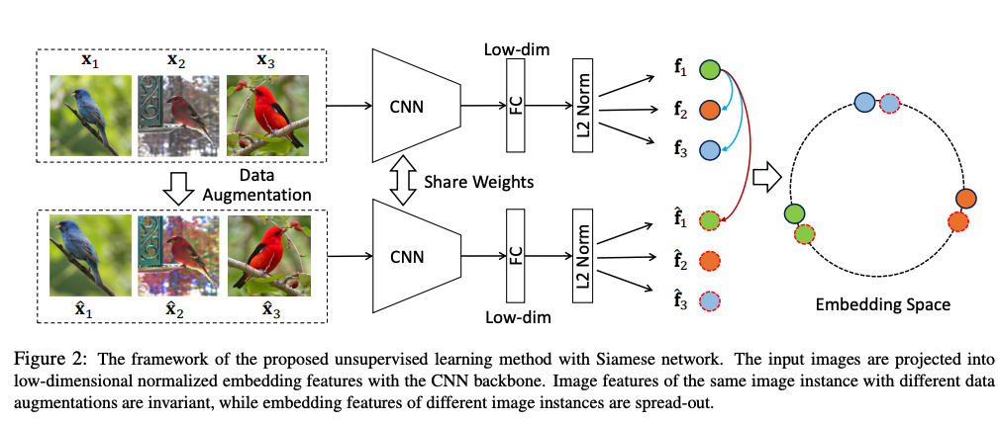 x₁ x₂ x₃
Low-dim
CNN
FC
L2 Norm
f₁
f₂
f₃
Data
Augmentation
Share Weights
CNN
FC
L2 Norm
f̂₁
f̂₂
f̂₃
x̂₁ x̂₂ x̂₃
Low-dim
Embedding Space
Figure 2: The framework of the proposed unsupervised learning method with Siamese network. The input images are projected into
low-dimensional normalized embedding features with the CNN backbone. Image features of the same image instance with different data
augmentations are invariant, while embedding features of different image instances are spread-out.